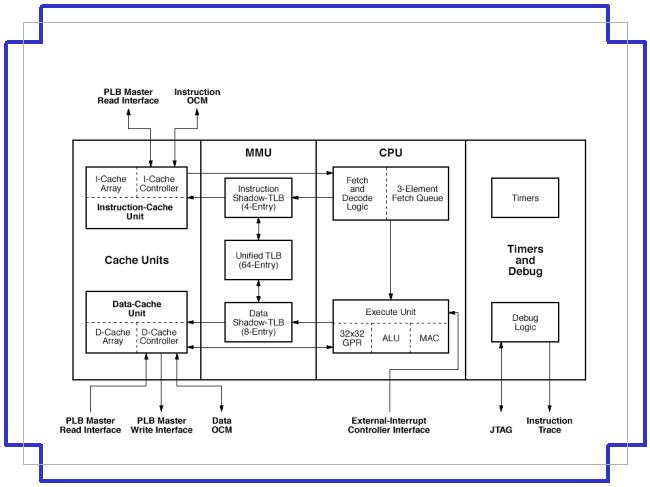 PLB Master
Read Interface
Instruction
OCM
MMU
CPU
I-Cache
Array
I-Cache
Controller
Instruction-Cache
Unit
Instruction
Shadow-TLB
(4-Entry)
Fetch
and
Decode
Logic
3-Element
Fetch Queue
Timers
Cache Units
Unified TLB
(64-Entry)
Timers
and
Debug
Data-Cache
Unit
D-Cache
Array
D-Cache
Controller
Data
Shadow-TLB
(8-Entry)
Execute Unit
32x32
GPR
ALU
MAC
Debug
Logic
PLB Master
Read Interface
PLB Master
Write Interface
Data
OCM
External-Interrupt
Controller Interface
JTAG
Instruction
Trace